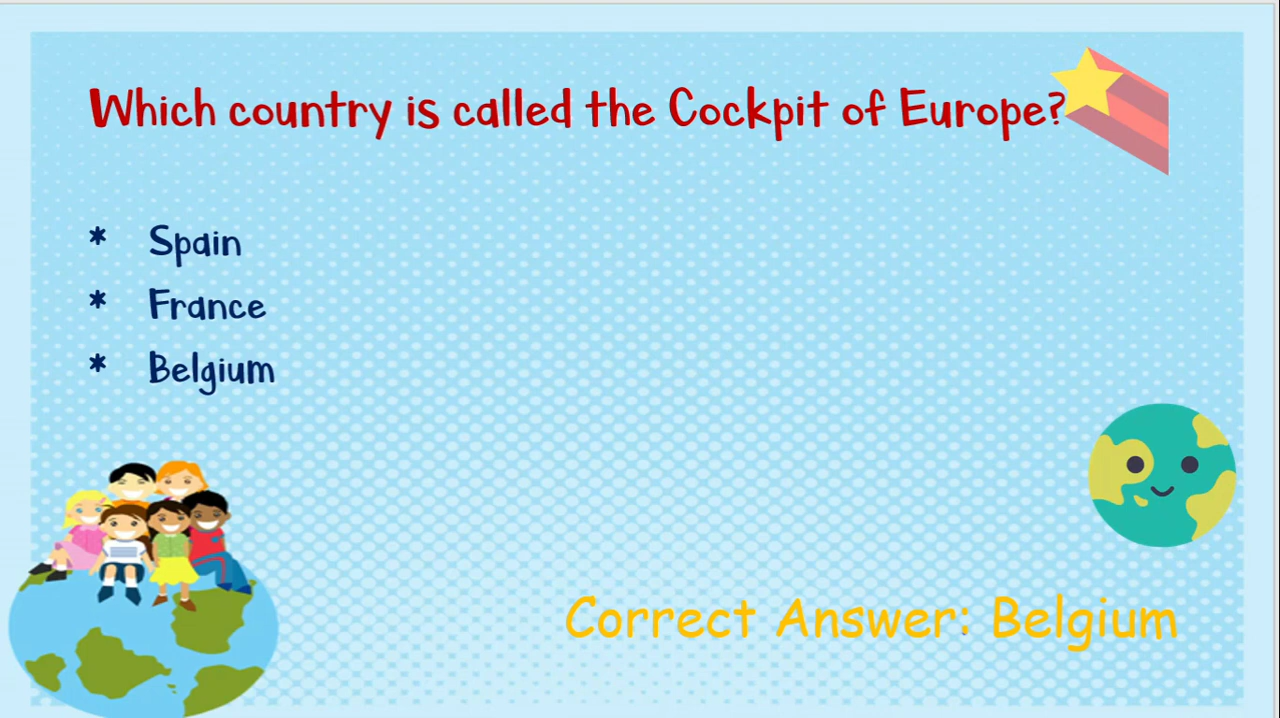 Which country is called the Cockpit of Europe?
* Spain
* France
* Belgium
Correct Answer: Belgium